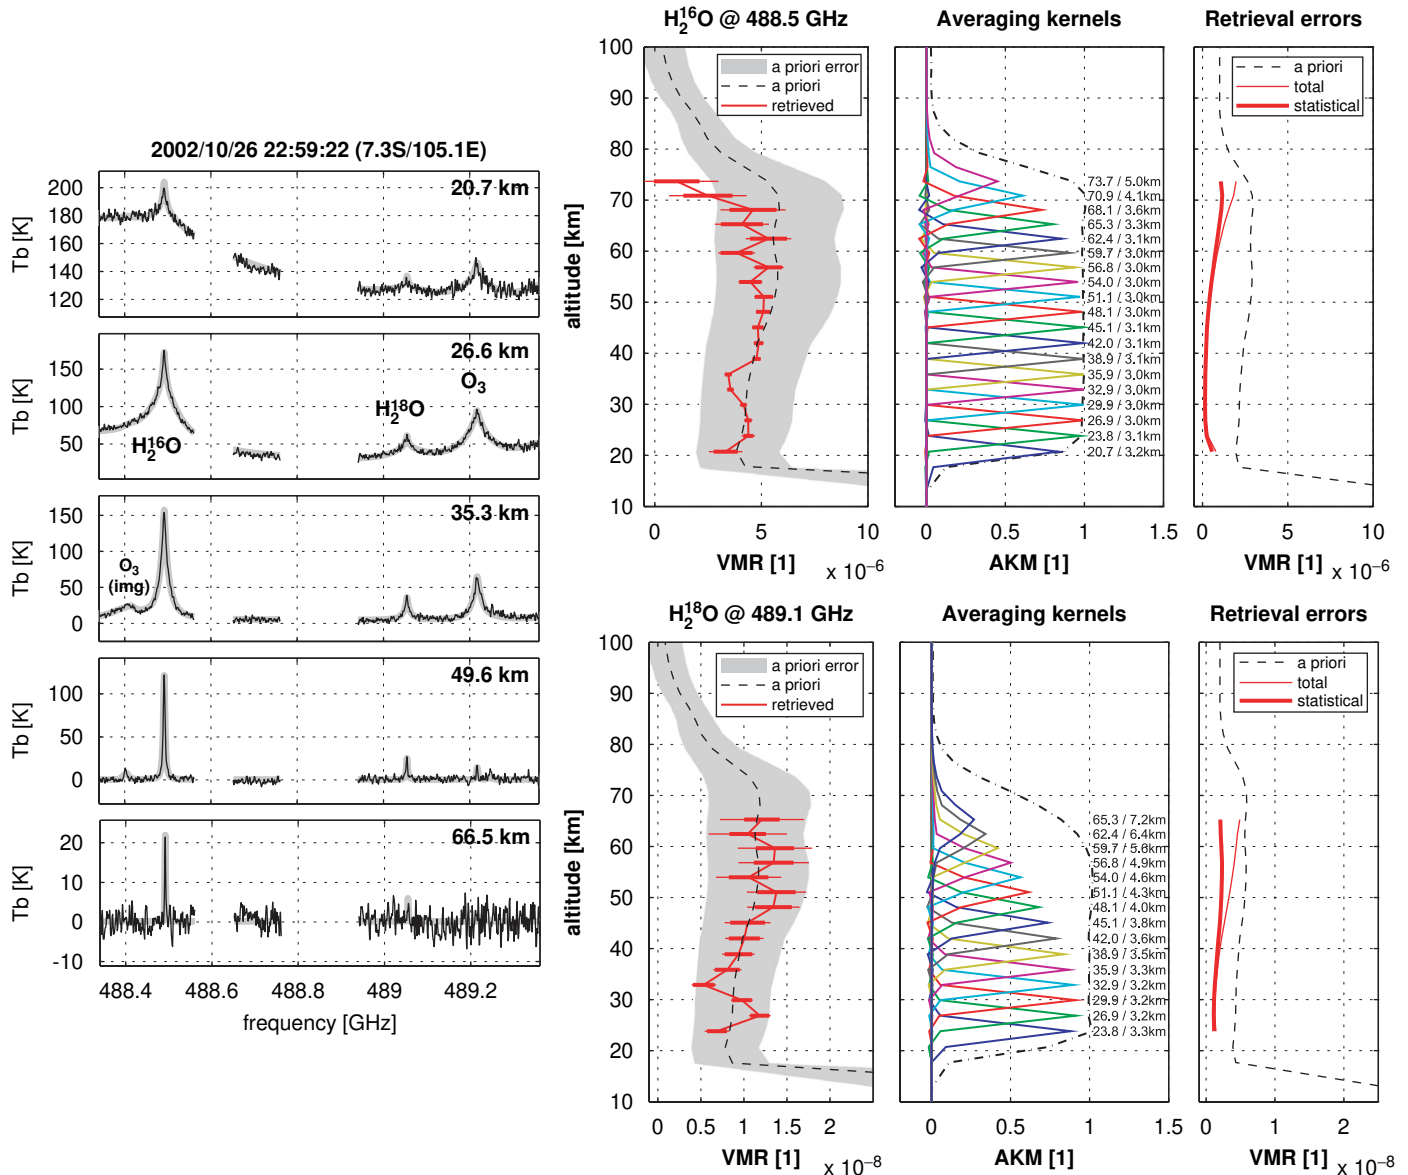 2002/10/26 22:59:22 (7.3S/105.1E)
20.7 km
Tb [K]
200
180
160
140
120
26.6 km
Tb [K]
150
100
50
H₂¹⁶O
H₂¹⁸O
O₃
35.3 km
Tb [K]
150
100
50
0
O₃
(img)
49.6 km
Tb [K]
100
50
0
66.5 km
Tb [K]
20
10
0
-10
488.4 488.6 488.8 489 489.2
frequency [GHz]
H₂¹⁶O @ 488.5 GHz
a priori error
a priori
retrieved
altitude [km]
100
90
80
70
60
50
40
30
20
10
0 5 10
VMR [1] x 10⁻⁶
Averaging kernels
73.7 / 5.0km
70.9 / 4.1km
68.1 / 3.6km
65.3 / 3.3km
62.4 / 3.1km
59.7 / 3.0km
56.8 / 3.0km
54.0 / 3.0km
51.1 / 3.0km
48.1 / 3.0km
45.1 / 3.1km
42.0 / 3.1km
38.9 / 3.1km
35.9 / 3.0km
32.9 / 3.0km
29.9 / 3.0km
26.9 / 3.0km
23.8 / 3.1km
20.7 / 3.2km
0 0.5 1 1.5
AKM [1]
Retrieval errors
a priori
total
statistical
0 5 10
VMR [1] x 10⁻⁶
H₂¹⁸O @ 489.1 GHz
a priori error
a priori
retrieved
altitude [km]
100
90
80
70
60
50
40
30
20
10
0 0.5 1 1.5 2
VMR [1] x 10⁻⁸
Averaging kernels
65.3 / 7.2km
62.4 / 6.4km
59.7 / 5.6km
56.8 / 4.9km
54.0 / 4.6km
51.1 / 4.3km
48.1 / 4.0km
45.1 / 3.8km
42.0 / 3.6km
38.9 / 3.5km
35.9 / 3.3km
32.9 / 3.2km
29.9 / 3.2km
26.9 / 3.2km
23.8 / 3.3km
0 0.5 1 1.5
AKM [1]
Retrieval errors
a priori
total
statistical
0 1 2
VMR [1] x 10⁻⁸